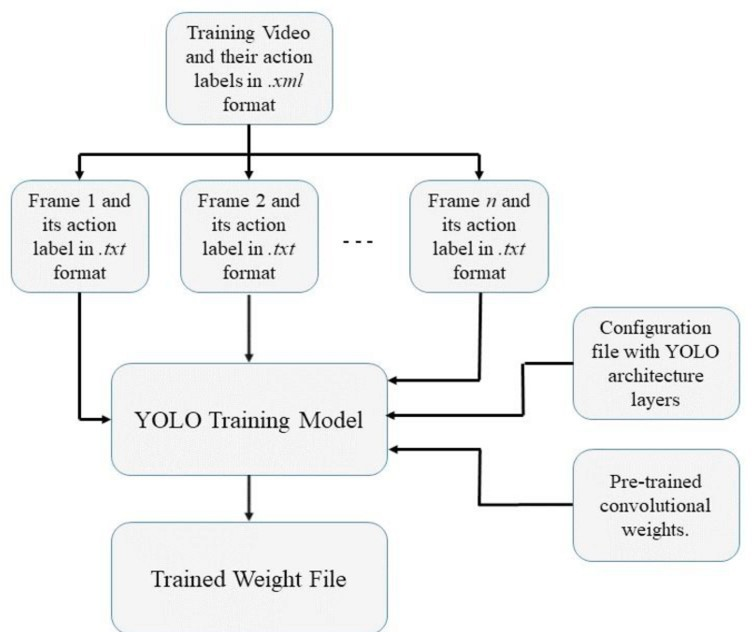 Training Video
and their action
labels in .xml
format
Frame 1 and
its action
label in .txt
format
Frame 2 and
its action
label in .txt
format
- - -
Frame n and
its action
label in .txt
format
Configuration
file with YOLO
architecture
layers
YOLO Training Model
Pre-trained
convolutional
weights.
Trained Weight File